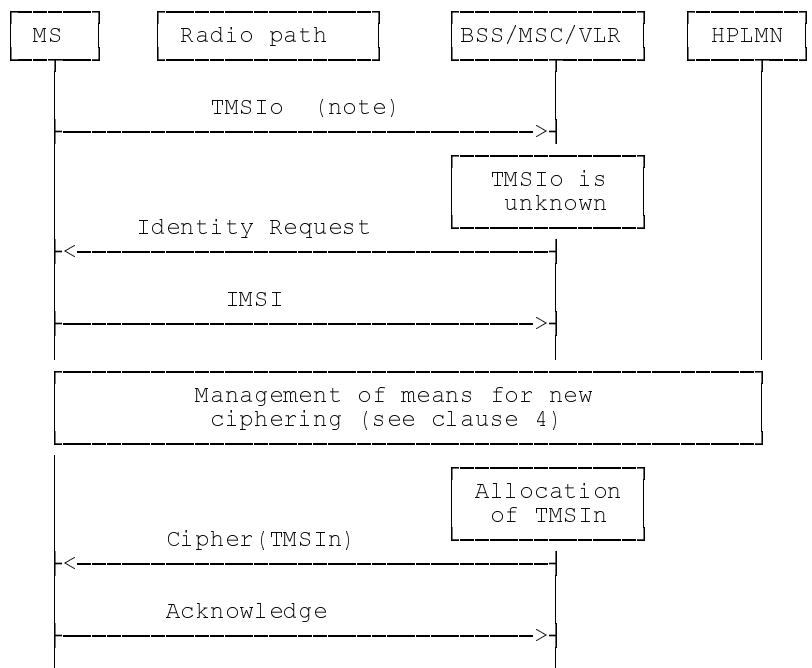 MS
Radio path
BSS/MSC/VLR
HPLMN
TMSIo (note)
TMSIo is
unknown
Identity Request
IMSI
Management of means for new
ciphering (see clause 4)
Allocation
of TMSIn
Cipher(TMSIn)
Acknowledge